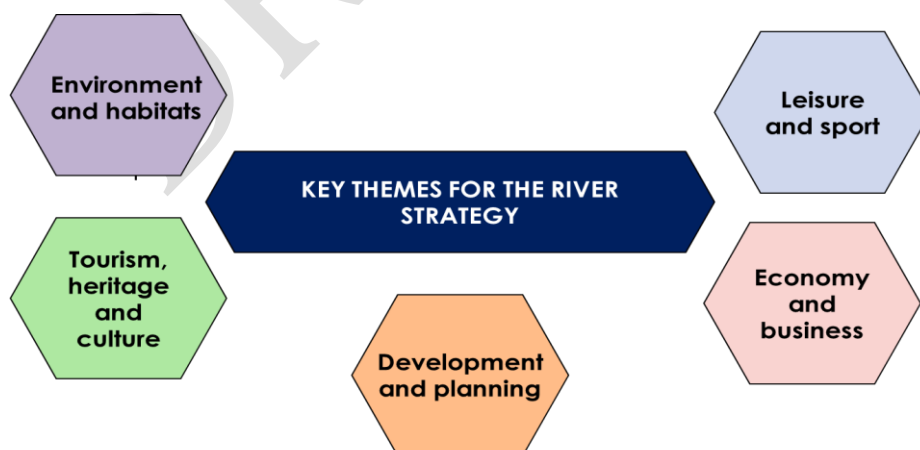 Environment
and habitats
Leisure
and sport
KEY THEMES FOR THE RIVER
STRATEGY
Tourism,
heritage
and
culture
Economy
and
business
Development
and planning